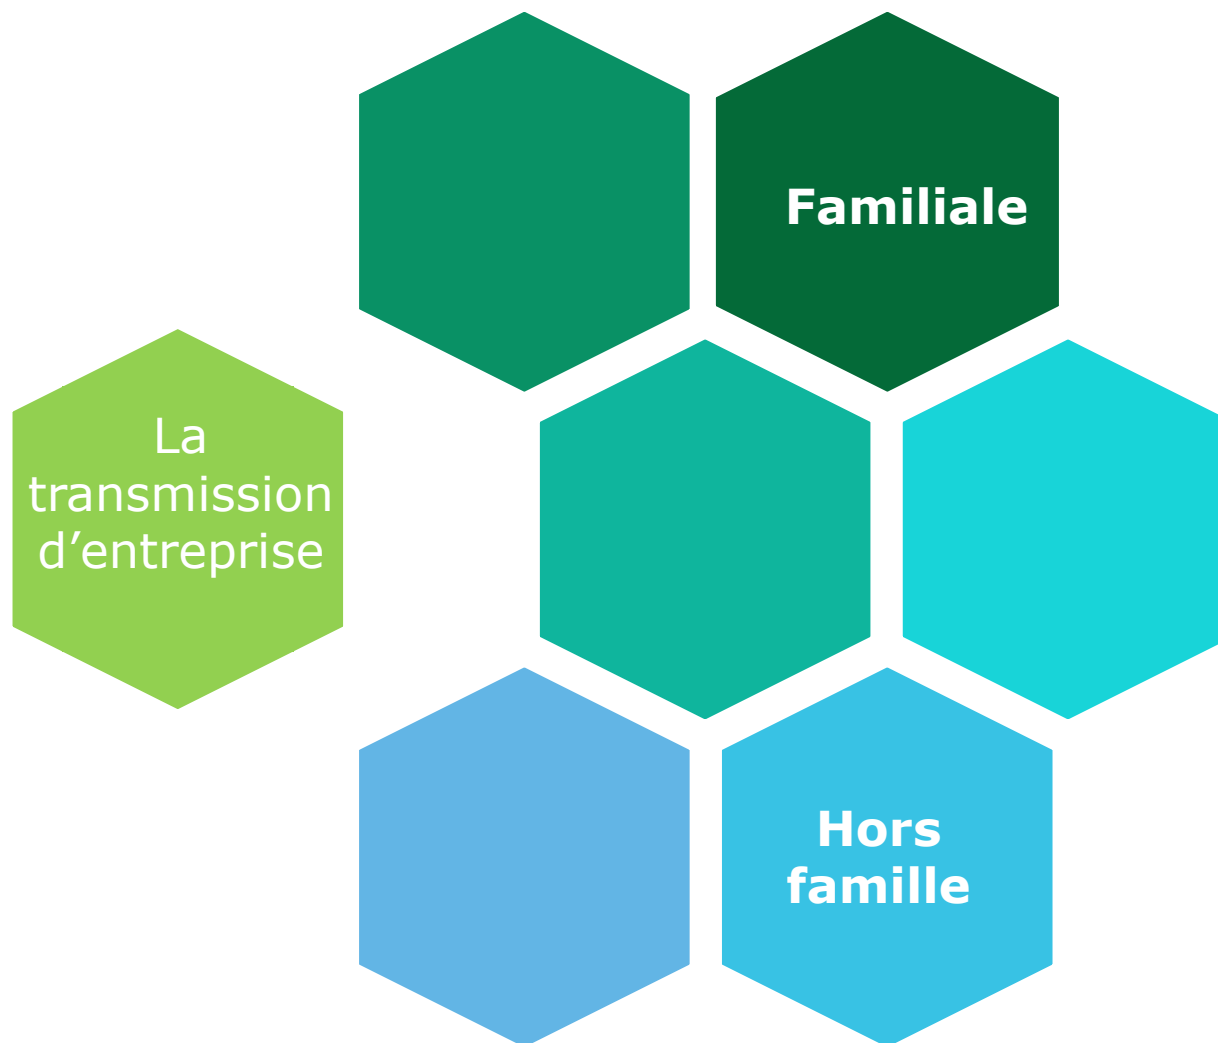 Familiale
La
transmission
d’entreprise
Hors
famille